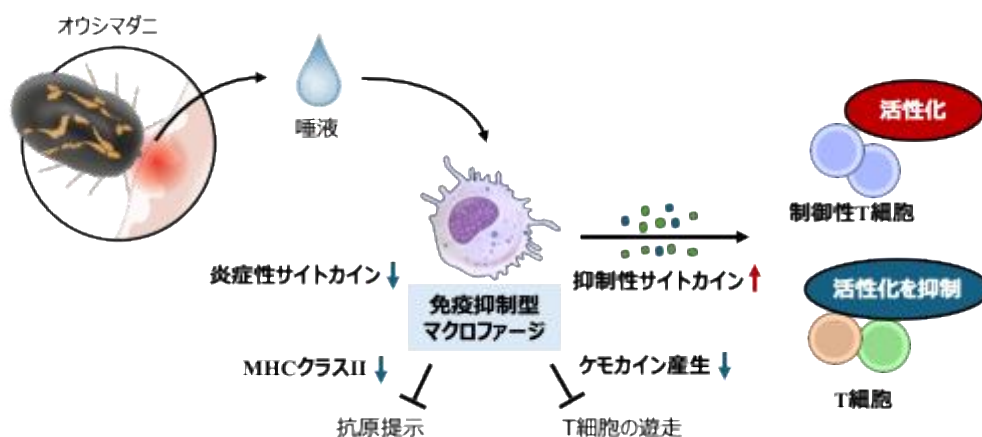 オウシマダニ
唾液
活性化
制御性T細胞
炎症性サイトカイン↓
抑制性サイトカイン↑
免疫抑制型
マクロファージ
活性化を抑制
T細胞
MHCクラスII↓
ケモカイン産生↓
抗原提示
T細胞の遊走